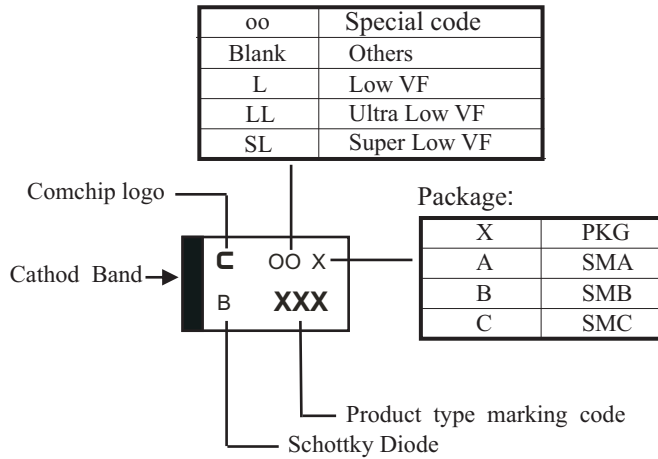 oo Special code
Blank Others
L Low VF
LL Ultra Low VF
SL Super Low VF
Comchip logo
Package:
X PKG
A SMA
B SMB
C SMC
Cathod Band
C OO X
B XXX
Product type marking code
Schottky Diode